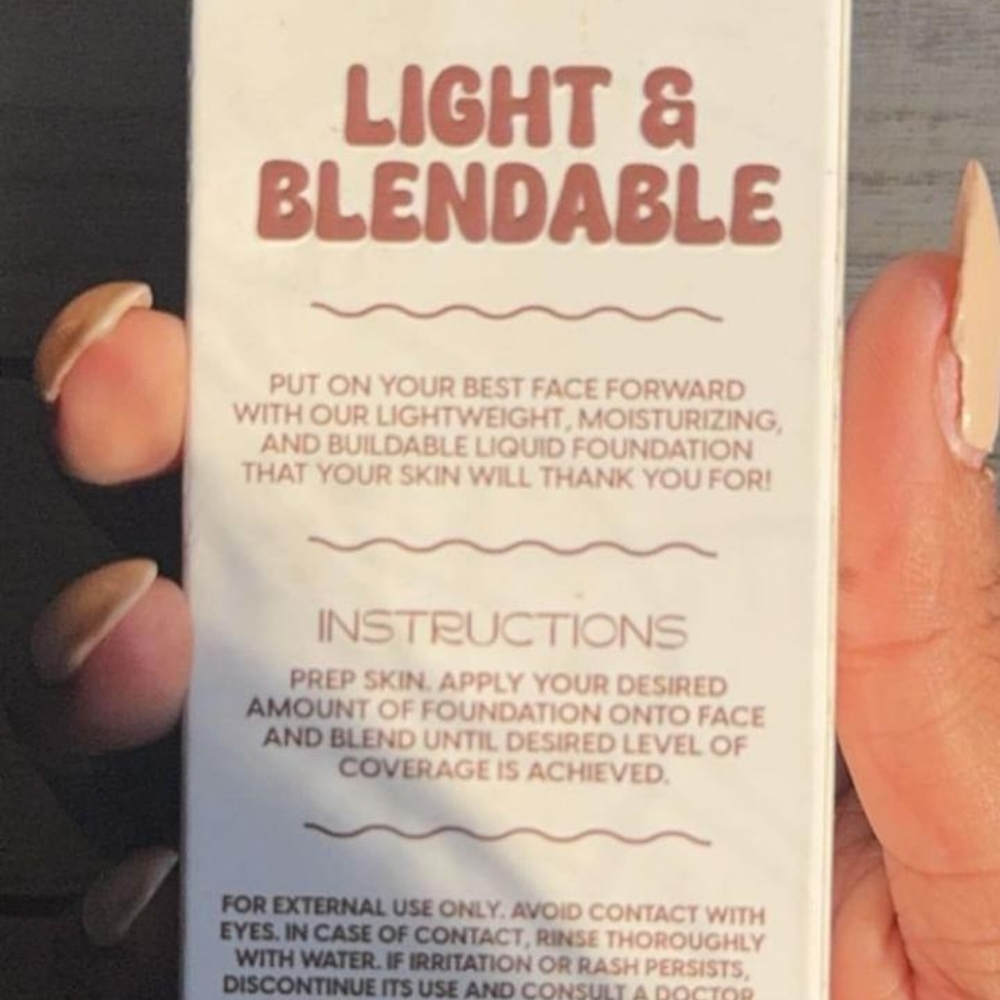 LIGHT &
BLENDABLE
PUT ON YOUR BEST FACE FORWARD
WITH OUR LIGHTWEIGHT, MOISTURIZING,
AND BUILDABLE LIQUID FOUNDATION
THAT YOUR SKIN WILL THANK YOU FOR!
INSTRUCTIONS
PREP SKIN. APPLY YOUR DESIRED
AMOUNT OF FOUNDATION ONTO FACE
AND BLEND UNTIL DESIRED LEVEL OF
COVERAGE IS ACHIEVED.
FOR EXTERNAL USE ONLY. AVOID CONTACT WITH
EYES. IN CASE OF CONTACT, RINSE THOROUGHLY
WITH WATER. IF IRRITATION OR RASH PERSISTS,
DISCONTINUE ITS USE AND CONSULT A DOCTOR